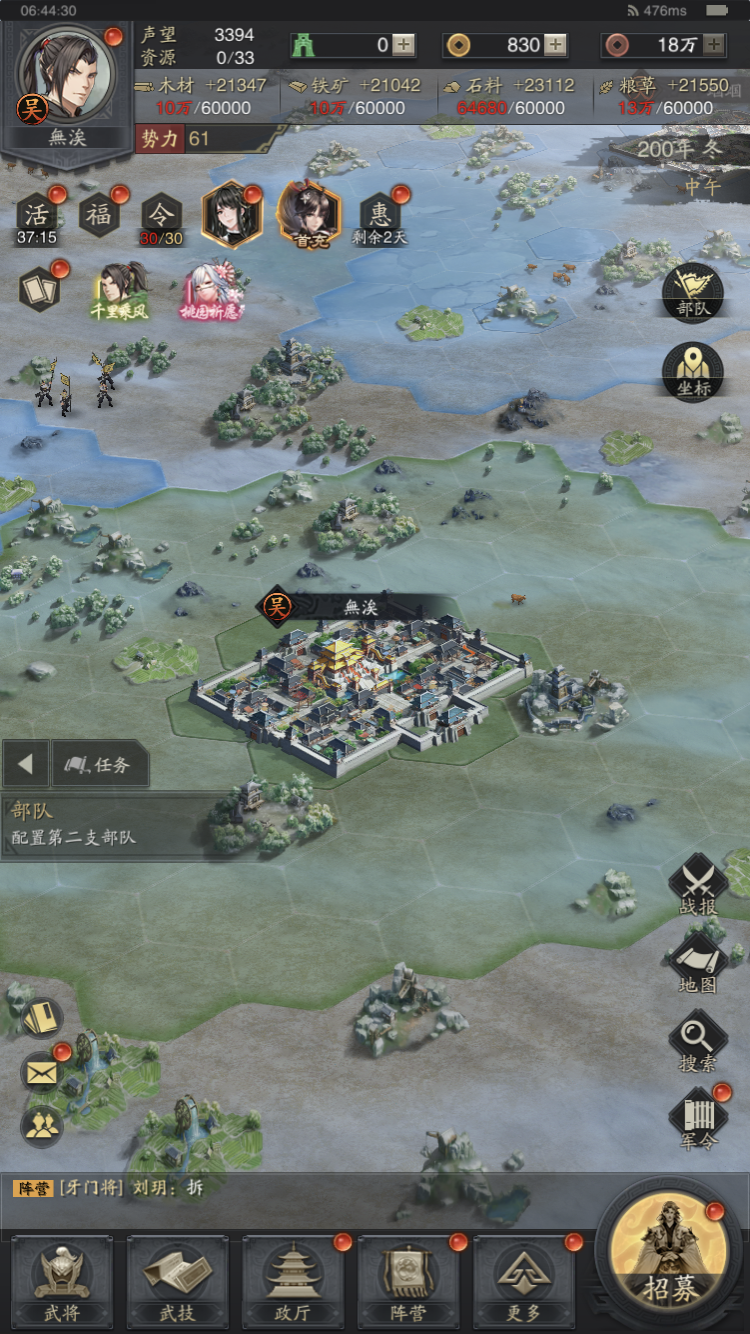 06:44:30
476ms
声望 3394
资源 0/33
0
830
18万
木材 +21347
10万/60000
铁矿 +21042
10万/60000
石料 +23112
64880/60000
粮草 +21550
13万/60000
吴
無涘
势力 61
200年 冬
中午
活
37:15
福
令
30/30
首充
惠
剩余2天
千里乘风
桃园祈愿
部队
坐标
吴
無涘
任务
部队
配置第二支部队
战报
地图
搜索
军令
阵营 [牙门将] 刘玥：拆
武将
武技
政厅
阵营
更多
招募